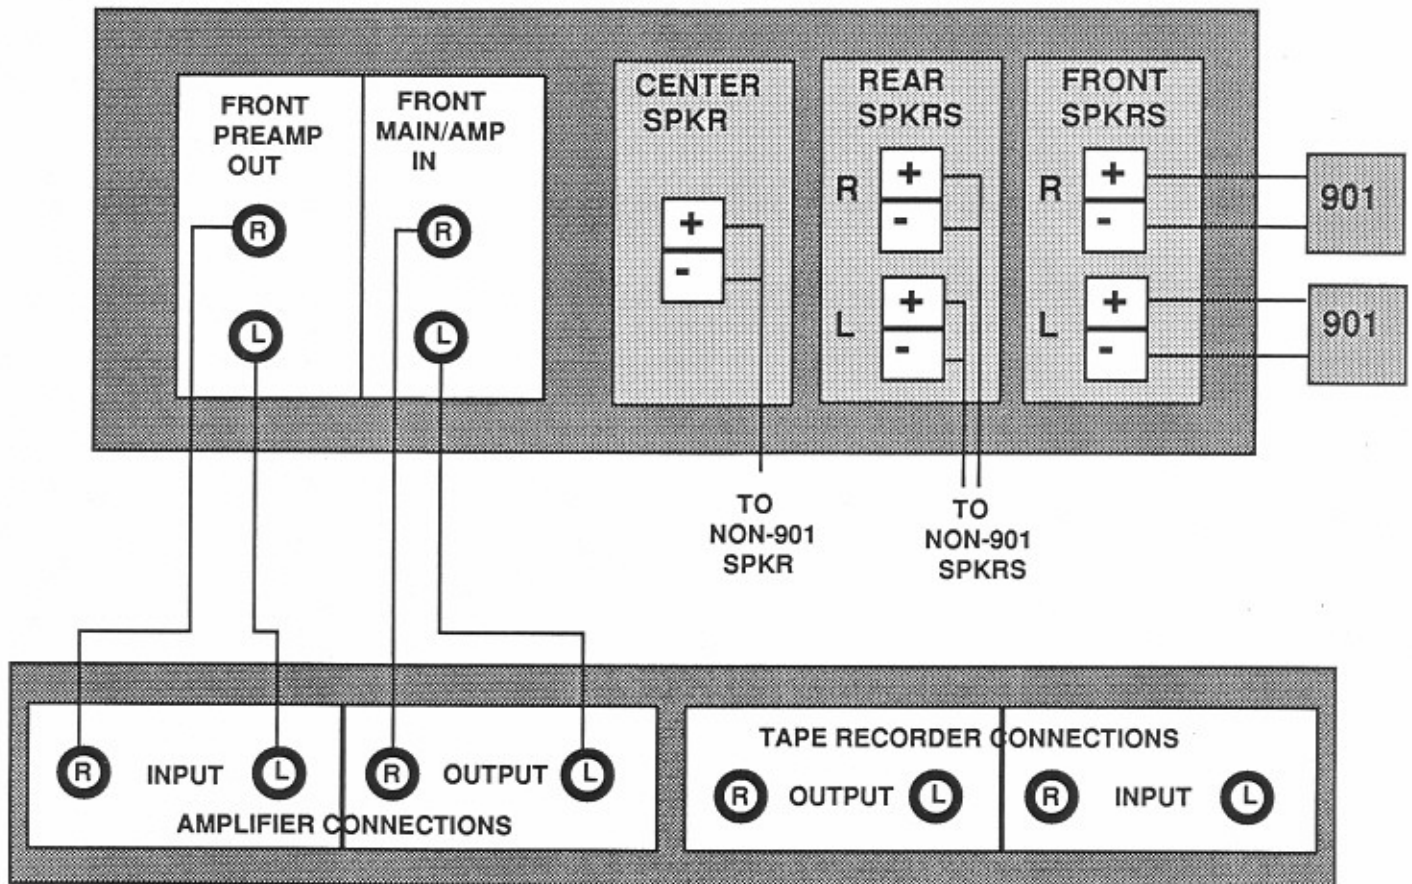 FRONT
PREAMP
OUT
R
L
FRONT
MAIN/AMP
IN
R
L
CENTER
SPKR
+
-
REAR
SPKRS
R
+
-
L
+
-
FRONT
SPKRS
R
+
-
L
+
-
901
901
TO
NON-901
SPKR
TO
NON-901
SPKRS
R INPUT L
R OUTPUT L
AMPLIFIER CONNECTIONS
TAPE RECORDER CONNECTIONS
R OUTPUT L
R INPUT L